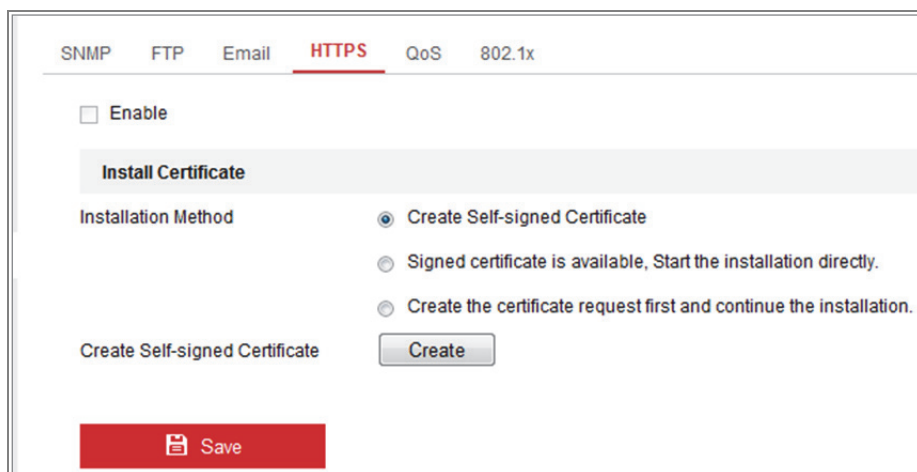 SNMP FTP Email HTTPS QoS 802.1x
Enable
Install Certificate
Installation Method
Create Self-signed Certificate
Signed certificate is available, Start the installation directly.
Create the certificate request first and continue the installation.
Create Self-signed Certificate Create
Save